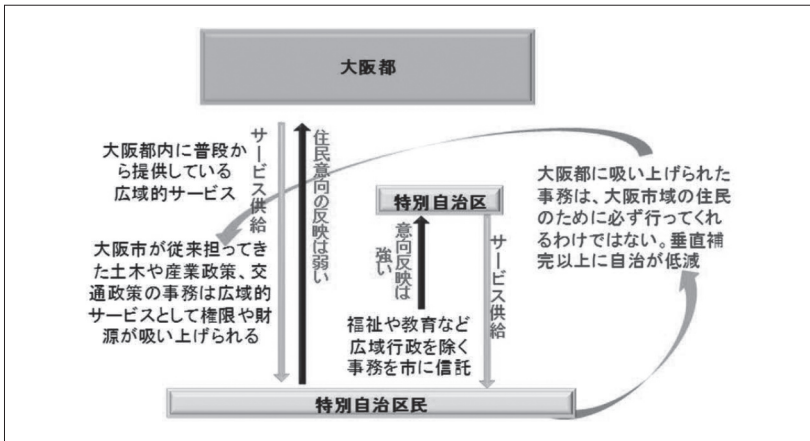 大阪都
サービス供給
住民意向の反映は弱い
大阪都内に普段か
ら提供している
広域的サービス
大阪市が従来担ってき
た土木や産業政策、交
通政策の事務は広域的
サービスとして権限や財
源が吸い上げられる
特別自治区
意向反映は
強い
サービス供給
福祉や教育など
広域行政を除く
事務を市に信託
大阪都に吸い上げられた
事務は、大阪市域の住民
のために必ず行ってくれ
るわけではない。垂直補
完以上に自治が低減
特別自治区民